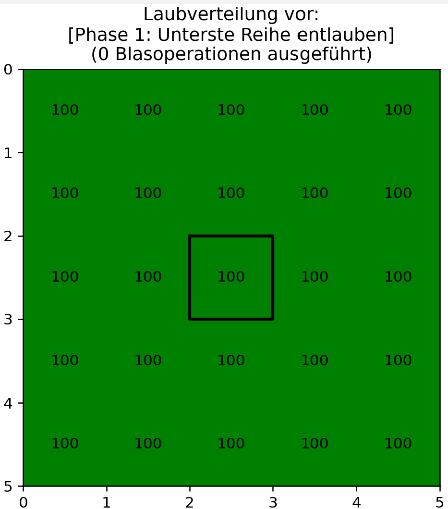 Laubverteilung vor:
[Phase 1: Unterste Reihe entlauben]
(0 Blasoperationen ausgeführt)
0
100 100 100 100 100
1
100 100 100 100 100
2
100 100 100 100 100
3
100 100 100 100 100
4
100 100 100 100 100
5
0 1 2 3 4 5